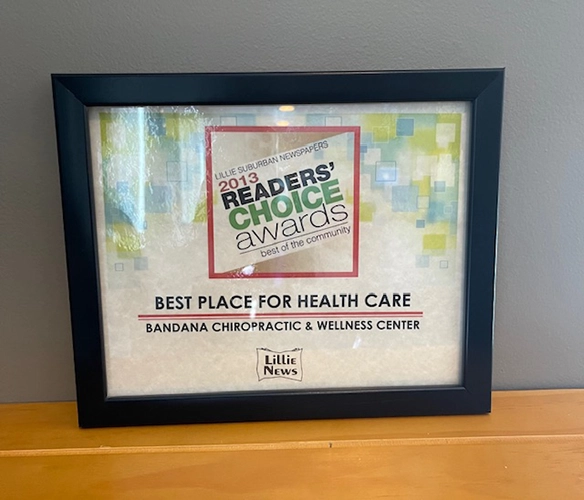 LILLIE SUBURBAN NEWSPAPERS
2013
READERS'
CHOICE
awards
best of the community
BEST PLACE FOR HEALTH CARE
BANDANA CHIROPRACTIC & WELLNESS CENTER
LILLIE
NEWS